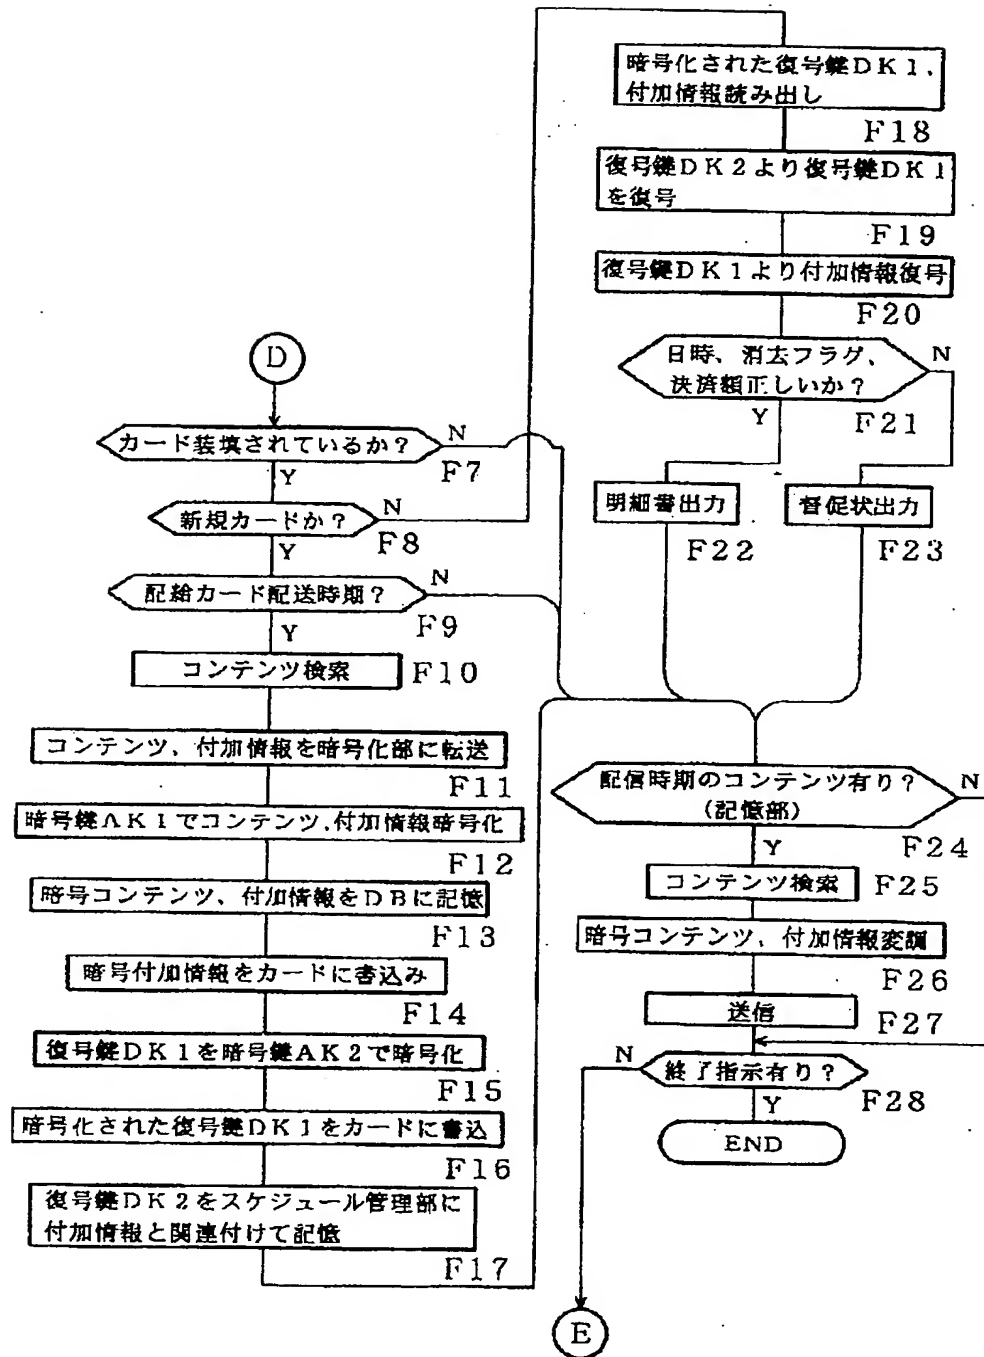 D
カード装填されているか?
N
F7
Y
新規カードか?
N
F8
Y
配給カード配送時期?
N
F9
Y
コンテンツ検索
F10
コンテンツ、付加情報を暗号化部に転送
F11
暗号鍵AK1でコンテンツ,付加情報暗号化
F12
暗号コンテンツ、付加情報をDBに記憶
F13
暗号付加情報をカードに書込み
F14
復号鍵DK1を暗号鍵AK2で暗号化
F15
暗号化された復号鍵DK1をカードに書込
F16
復号鍵DK2をスケジュール管理部に
付加情報と関連付けて記憶
F17
暗号化された復号鍵DK1,
付加情報読み出し
F18
復号鍵DK2より復号鍵DK1
を復号
F19
復号鍵DK1より付加情報復号
F20
日時、消去フラグ、
決済額正しいか?
N
Y
F21
明細書出力
F22
督促状出力
F23
配信時期のコンテンツ有り?
(記憶部)
N
F24
Y
コンテンツ検索
F25
暗号コンテンツ、付加情報変調
F26
送信
F27
N
終了指示有り?
F28
Y
END
E